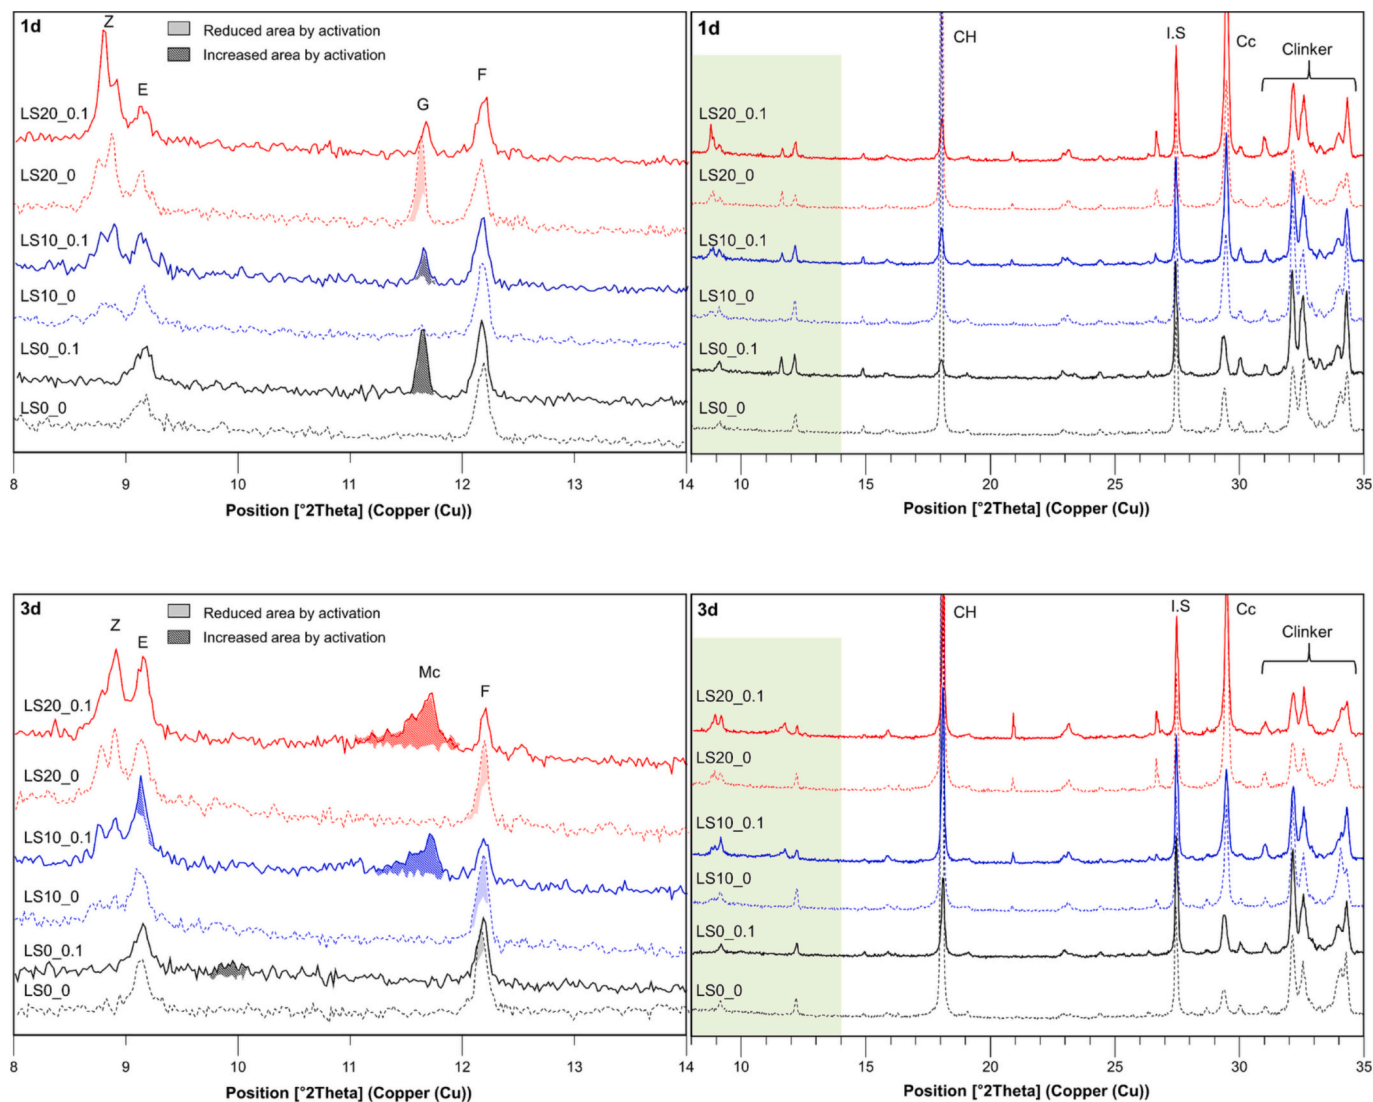 1d
Z
E
G
F
Reduced area by activation
Increased area by activation
LS20_0.1
LS20_0
LS10_0.1
LS10_0
LS0_0.1
LS0_0
8 9 10 11 12 13 14
Position [°2Theta] (Copper (Cu))
1d
CH
I.S
Cc
Clinker
LS20_0.1
LS20_0
LS10_0.1
LS10_0
LS0_0.1
LS0_0
10 15 20 25 30 35
Position [°2Theta] (Copper (Cu))
3d
Z
E
Mc
F
Reduced area by activation
Increased area by activation
LS20_0.1
LS20_0
LS10_0.1
LS10_0
LS0_0.1
LS0_0
8 9 10 11 12 13 14
Position [°2Theta] (Copper (Cu))
3d
CH
I.S
Cc
Clinker
LS20_0.1
LS20_0
LS10_0.1
LS10_0
LS0_0.1
LS0_0
10 15 20 25 30 35
Position [°2Theta] (Copper (Cu))